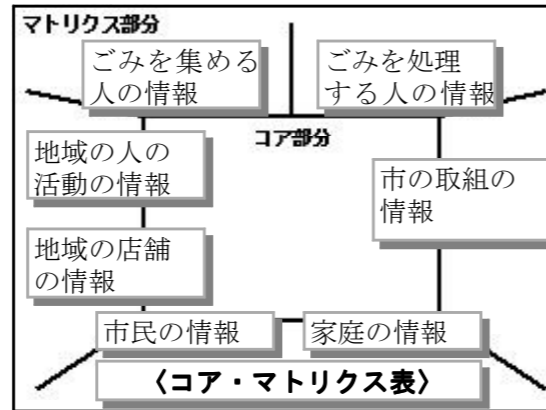 マトリクス部分
ごみを集める
人の情報
ごみを処理
する人の情報
コア部分
地域の人の
活動の情報
市の取組の
情報
地域の店舗
の情報
市民の情報
家庭の情報
〈コア・マトリクス表〉